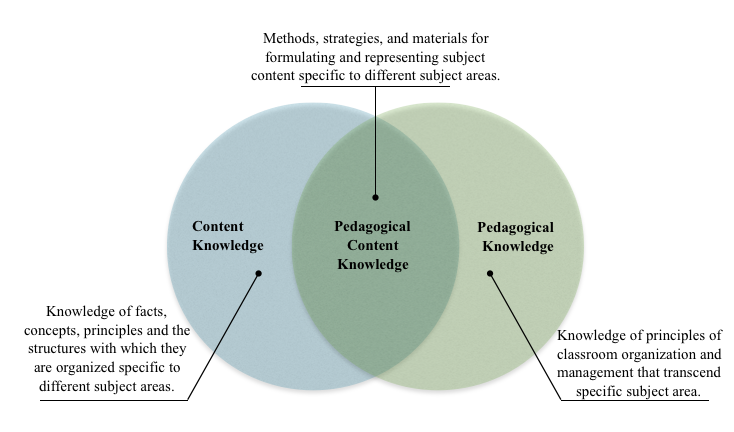 Methods, strategies, and materials for
formulating and representing subject
content specific to different subject areas.
Content
Knowledge
Pedagogical
Content
Knowledge
Pedagogical
Knowledge
Knowledge of facts,
concepts, principles and the
structures with which they
are organized specific to
different subject areas.
Knowledge of principles of
classroom organization and
management that transcend
specific subject area.